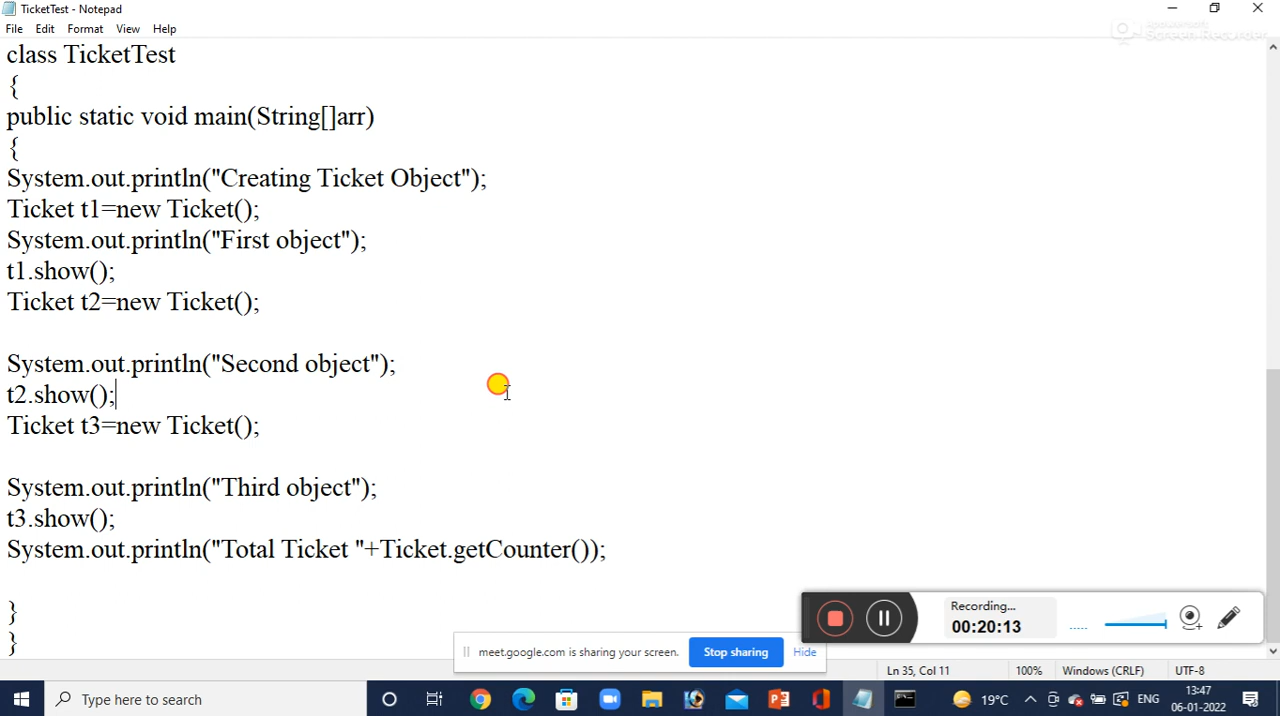 TicketTest - Notepad
File Edit Format View Help
Apowersoft
Screen Recorder
class TicketTest
{
public static void main(String[]arr)
{
System.out.println("Creating Ticket Object");
Ticket t1=new Ticket();
System.out.println("First object");
t1.show();
Ticket t2=new Ticket();
System.out.println("Second object");
t2.show();
Ticket t3=new Ticket();
System.out.println("Third object");
t3.show();
System.out.println("Total Ticket "+Ticket.getCounter());
}
}
Recording...
00:20:13
meet.google.com is sharing your screen. Stop sharing Hide
Ln 35, Col 11 100% Windows (CRLF) UTF-8
Type here to search
19°C ENG
13:47
06-01-2022